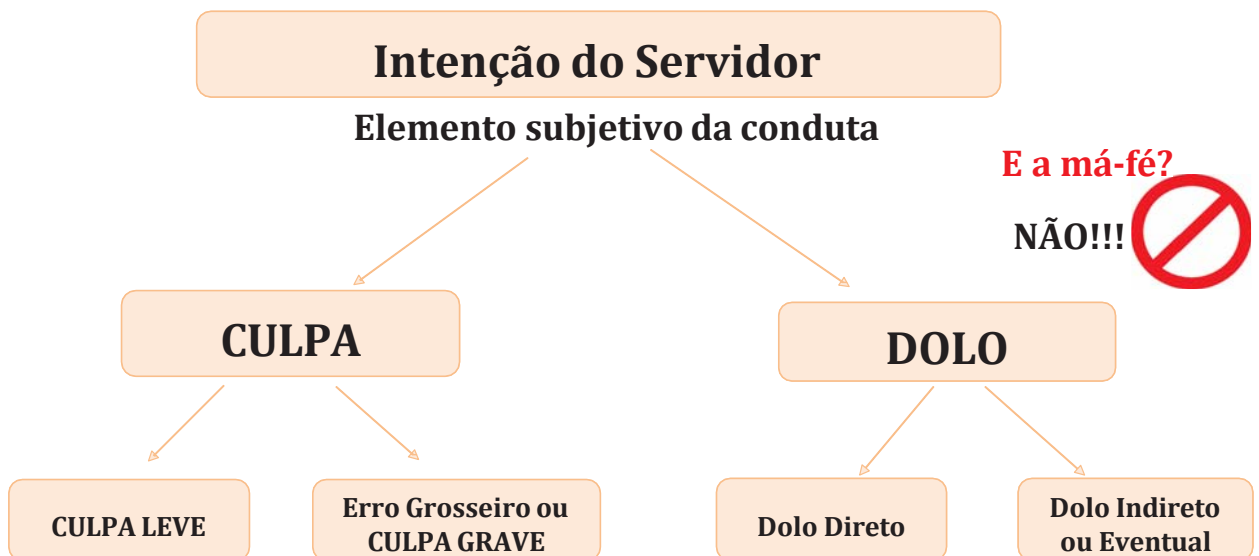 Intenção do Servidor
Elemento subjetivo da conduta
E a má-fé?
NÃO!!!
CULPA
DOLO
CULPA LEVE
Erro Grosseiro ou
CULPA GRAVE
Dolo Direto
Dolo Indireto
ou Eventual